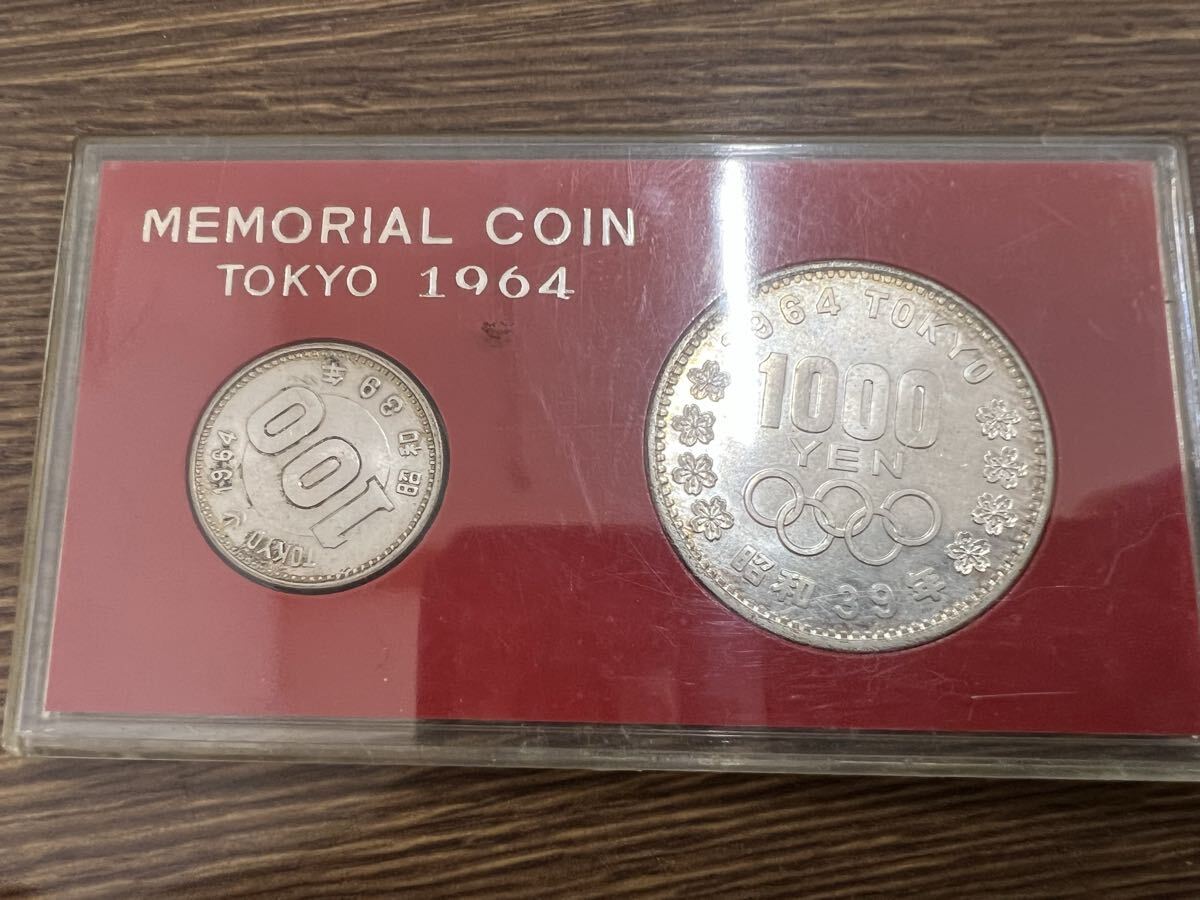 MEMORIAL COIN
TOKYO 1964
昭和39年
100
TOKYO 1964
1964 TOKYO
1000
YEN
昭和39年